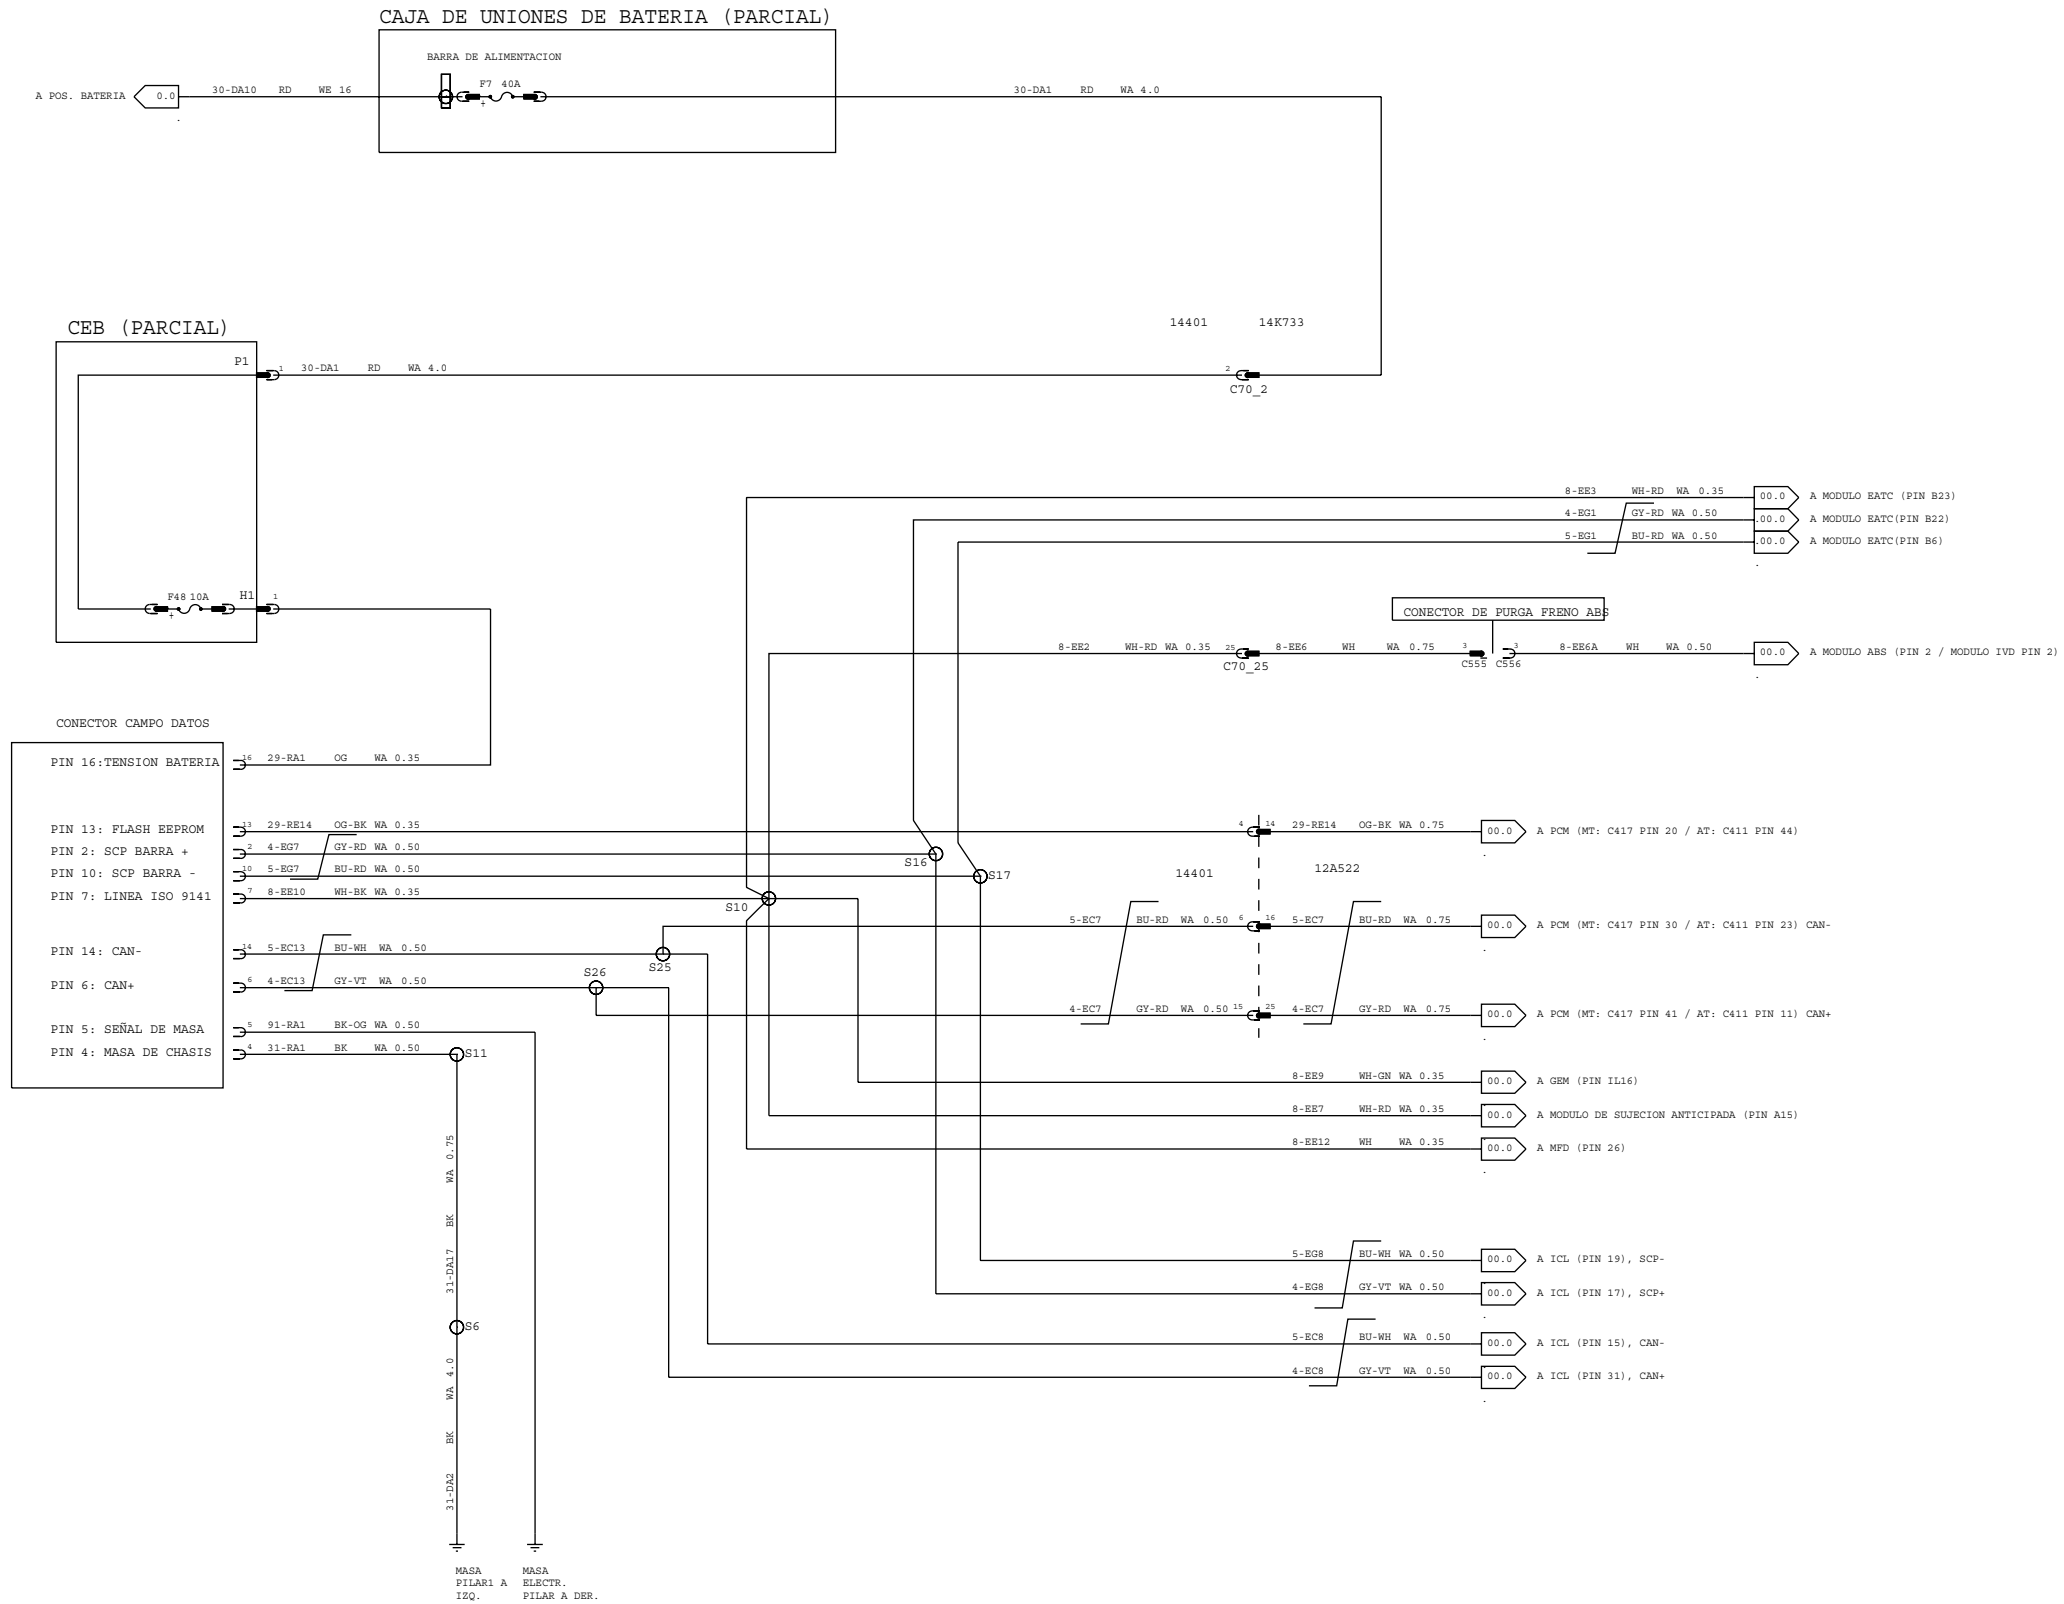 CAJA DE UNIONES DE BATERIA (PARCIAL)
BARRA DE ALIMENTACION
F7 40A
+
A POS. BATERIA 0.0 30-DA10 RD WE 16 30-DA1 RD WA 4.0
14401 14K733
CEB (PARCIAL)
P1 1 30-DA1 RD WA 4.0 2
C70_2
8-EE3 WH-RD WA 0.35 00.0 A MODULO EATC (PIN B23)
4-EG1 GY-RD WA 0.50 .00.0 A MODULO EATC(PIN B22)
5-EG1 BU-RD WA 0.50 .00.0 A MODULO EATC(PIN B6)
F48 10A H1 1
+
CONECTOR DE PURGA FRENO ABS
8-EE2 WH-RD WA 0.35 25 8-EE6 WH WA 0.75 3 3 8-EE6A WH WA 0.50 00.0 A MODULO ABS (PIN 2 / MODULO IVD PIN 2)
C70_25 C555 C556
CONECTOR CAMPO DATOS
PIN 16:TENSION BATERIA 16 29-RA1 OG WA 0.35
PIN 13: FLASH EEPROM 13 29-RE14 OG-BK WA 0.35 4 14 29-RE14 OG-BK WA 0.75 00.0 A PCM (MT: C417 PIN 20 / AT: C411 PIN 44)
PIN 2: SCP BARRA + 2 4-EG7 GY-RD WA 0.50 S16
PIN 10: SCP BARRA - 10 5-EG7 BU-RD WA 0.50 S17
14401 12A522
PIN 7: LINEA ISO 9141 7 8-EE10 WH-BK WA 0.35 S10
5-EC7 BU-RD WA 0.50 6 16 5-EC7 BU-RD WA 0.75 00.0 A PCM (MT: C417 PIN 30 / AT: C411 PIN 23) CAN-
PIN 14: CAN- 14 5-EC13 BU-WH WA 0.50 S25
PIN 6: CAN+ 6 4-EC13 GY-VT WA 0.50 S26
4-EC7 GY-RD WA 0.50 15 25 4-EC7 GY-RD WA 0.75 00.0 A PCM (MT: C417 PIN 41 / AT: C411 PIN 11) CAN+
PIN 5: SEÑAL DE MASA 5 91-RA1 BK-OG WA 0.50
PIN 4: MASA DE CHASIS 4 31-RA1 BK WA 0.50 S11
8-EE9 WH-GN WA 0.35 00.0 A GEM (PIN IL16)
8-EE7 WH-RD WA 0.35 00.0 A MODULO DE SUJECION ANTICIPADA (PIN A15)
8-EE12 WH WA 0.35 00.0 A MFD (PIN 26)
31-DA17 BK WA 0.75
5-EG8 BU-WH WA 0.50 00.0 A ICL (PIN 19), SCP-
4-EG8 GY-VT WA 0.50 00.0 A ICL (PIN 17), SCP+
S6
5-EC8 BU-WH WA 0.50 00.0 A ICL (PIN 15), CAN-
4-EC8 GY-VT WA 0.50 00.0 A ICL (PIN 31), CAN+
31-DA2 BK WA 4.0
MASA
PILAR1 A
IZQ.
MASA
ELECTR.
PILAR A DER.